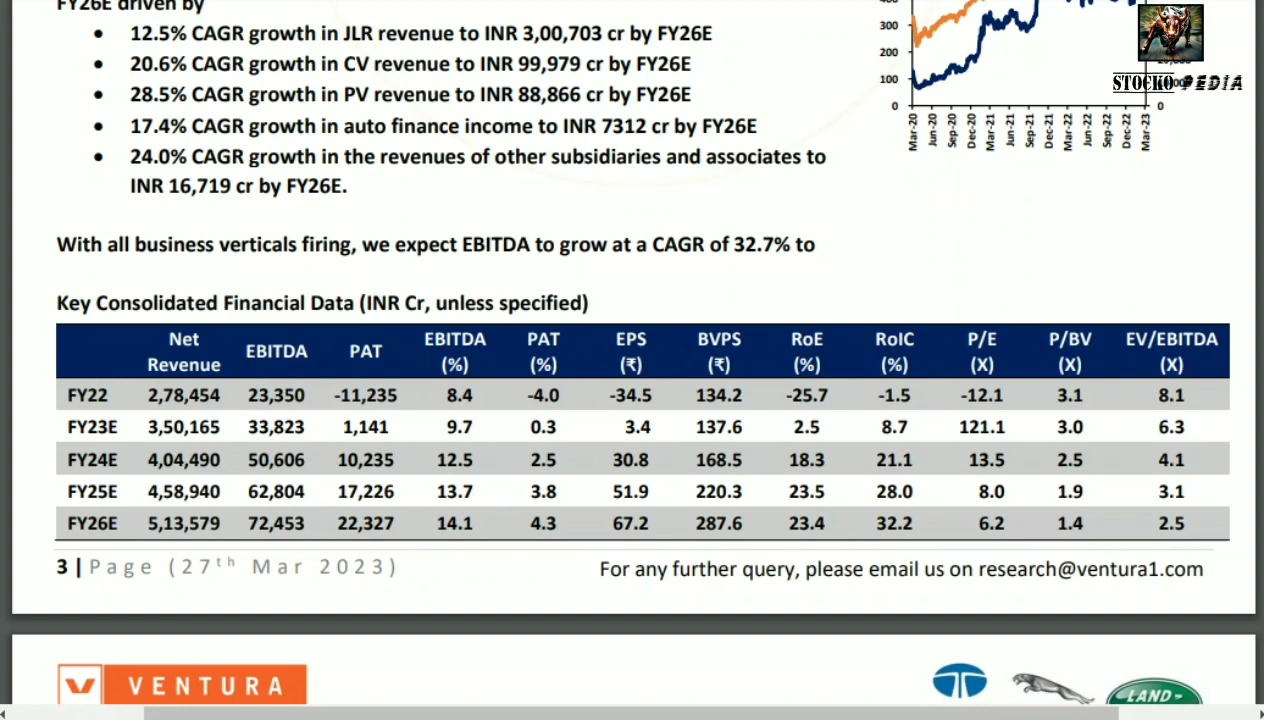 FY26E driven by
• 12.5% CAGR growth in JLR revenue to INR 3,00,703 cr by FY26E
• 20.6% CAGR growth in CV revenue to INR 99,979 cr by FY26E
• 28.5% CAGR growth in PV revenue to INR 88,866 cr by FY26E
• 17.4% CAGR growth in auto finance income to INR 7312 cr by FY26E
• 24.0% CAGR growth in the revenues of other subsidiaries and associates to
INR 16,719 cr by FY26E.
400
300
200
100
0
0
Mar-20 Jun-20 Sep-20 Dec-20 Mar-21 Jun-21 Sep-21 Dec-21 Mar-22 Jun-22 Sep-22 Dec-22 Mar-23
STOCKO PEDIA
With all business verticals firing, we expect EBITDA to grow at a CAGR of 32.7% to
Key Consolidated Financial Data (INR Cr, unless specified)
Net Revenue EBITDA PAT EBITDA (%) PAT (%) EPS (₹) BVPS (₹) RoE (%) RoIC (%) P/E (X) P/BV (X) EV/EBITDA (X)
FY22 2,78,454 23,350 -11,235 8.4 -4.0 -34.5 134.2 -25.7 -1.5 -12.1 3.1 8.1
FY23E 3,50,165 33,823 1,141 9.7 0.3 3.4 137.6 2.5 8.7 121.1 3.0 6.3
FY24E 4,04,490 50,606 10,235 12.5 2.5 30.8 168.5 18.3 21.1 13.5 2.5 4.1
FY25E 4,58,940 62,804 17,226 13.7 3.8 51.9 220.3 23.5 28.0 8.0 1.9 3.1
FY26E 5,13,579 72,453 22,327 14.1 4.3 67.2 287.6 23.4 32.2 6.2 1.4 2.5
3 | Page (27th Mar 2023)
For any further query, please email us on research@ventura1.com
VENTURA
LAND-